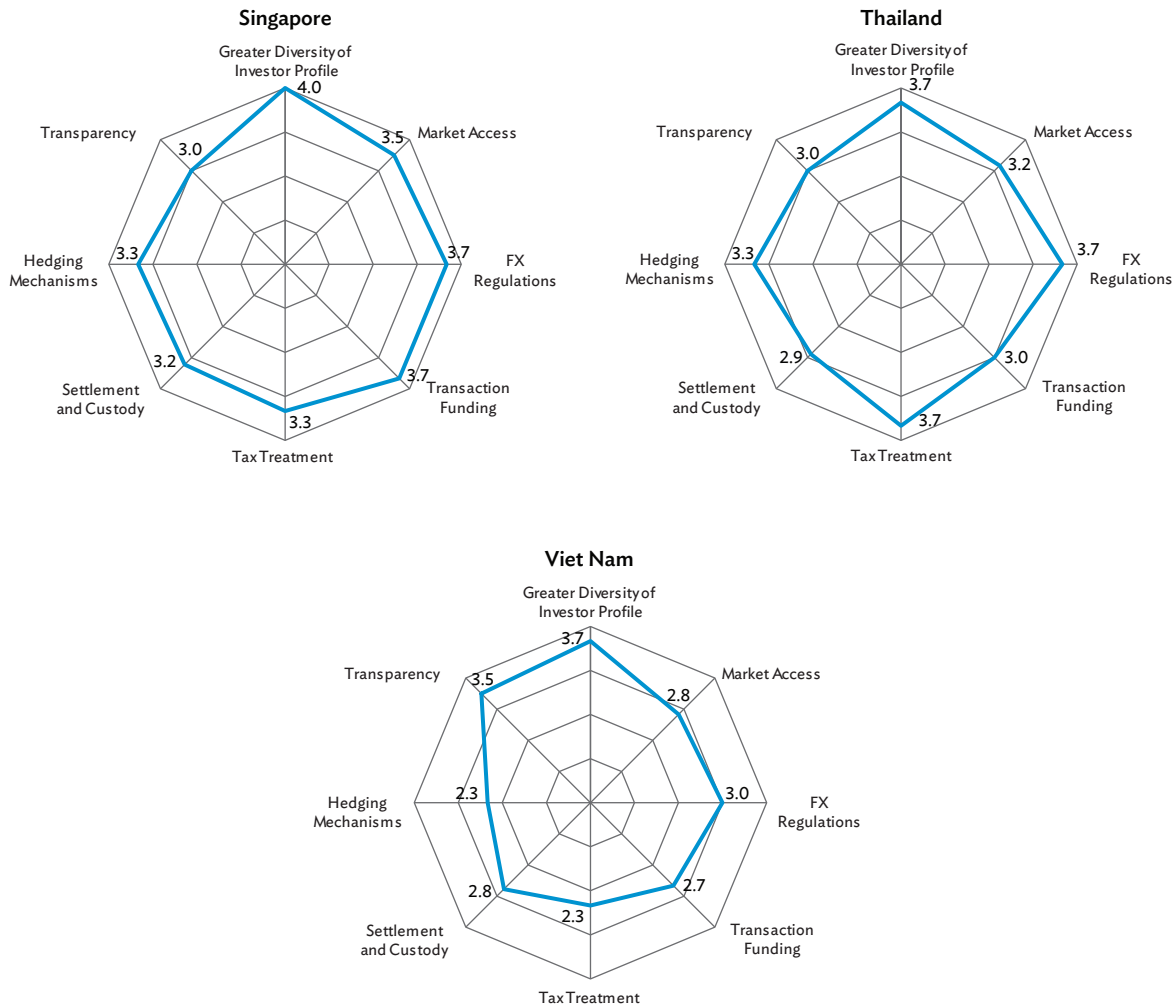 Singapore
Greater Diversity of
Investor Profile
4.0
Transparency
3.0
3.5
Market Access
Hedging
Mechanisms
3.3
3.7
FX
Regulations
3.2
Settlement
and Custody
3.7
Transaction
Funding
3.3
Tax Treatment
Thailand
Greater Diversity of
Investor Profile
3.7
Transparency
3.0
Market Access
3.2
Hedging
Mechanisms
3.3
3.7
FX
Regulations
2.9
Settlement
and Custody
3.0
Transaction
Funding
3.7
Tax Treatment
Viet Nam
Greater Diversity of
Investor Profile
3.7
Transparency
3.5
Market Access
2.8
Hedging
Mechanisms
2.3
3.0
FX
Regulations
2.8
Settlement
and Custody
2.7
Transaction
Funding
2.3
Tax Treatment